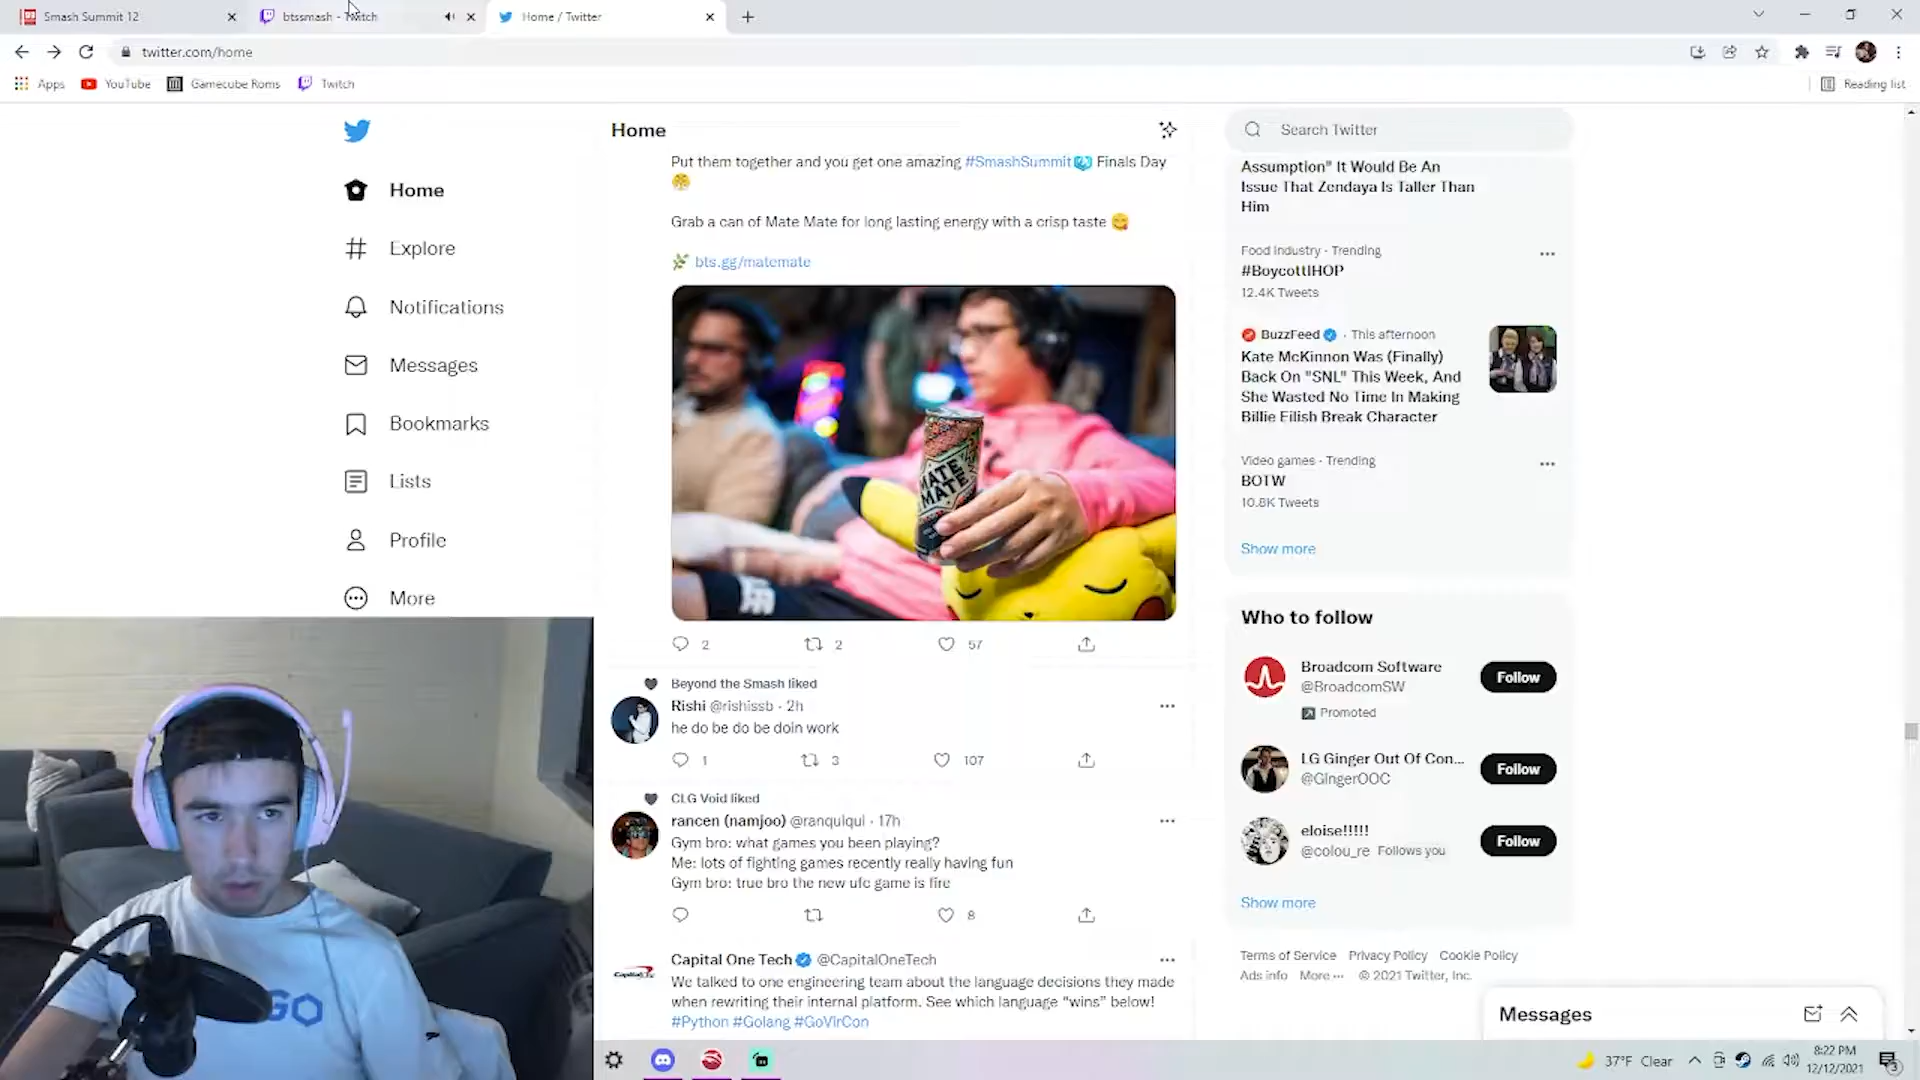 Smash Summit 12
btssmash - Twitch
Home / Twitter
twitter.com/home
Apps
YouTube
Gamecube Roms
Twitch
Reading list
Home
Explore
Notifications
Messages
Bookmarks
Lists
Profile
More
Home
Put them together and you get one amazing #SmashSummit Finals Day
Grab a can of Mate Mate for long lasting energy with a crisp taste 😋
🌿 bts.gg/matemate
MATE
MATE
2
2
57
Beyond the Smash liked
Rishi @rishissb · 2h
he do be do be doin work
1
3
107
CLG Void liked
rancen (namjoo) @ranquiqui · 17h
Gym bro: what games you been playing?
Me: lots of fighting games recently really having fun
Gym bro: true bro the new ufc game is fire
8
Capital One Tech @CapitalOneTech
We talked to one engineering team about the language decisions they made
when rewriting their internal platform. See which language "wins" below!
#Python #Golang #GoVirCon
Search Twitter
Assumption" It Would Be An
Issue That Zendaya Is Taller Than
Him
Food industry · Trending
#BoycottIHOP
12.4K Tweets
BuzzFeed · This afternoon
Kate McKinnon Was (Finally)
Back On "SNL" This Week, And
She Wasted No Time In Making
Billie Eilish Break Character
Video games · Trending
BOTW
10.8K Tweets
Show more
Who to follow
Broadcom Software
@BroadcomSW
Promoted
Follow
LG Ginger Out Of Con...
@GingerOOC
Follow
eloise!!!!!
@colou_re Follows you
Follow
Show more
Terms of Service Privacy Policy Cookie Policy
Ads info More ··· © 2021 Twitter, Inc.
Messages
GO
37°F Clear
8:22 PM
12/12/2021
3